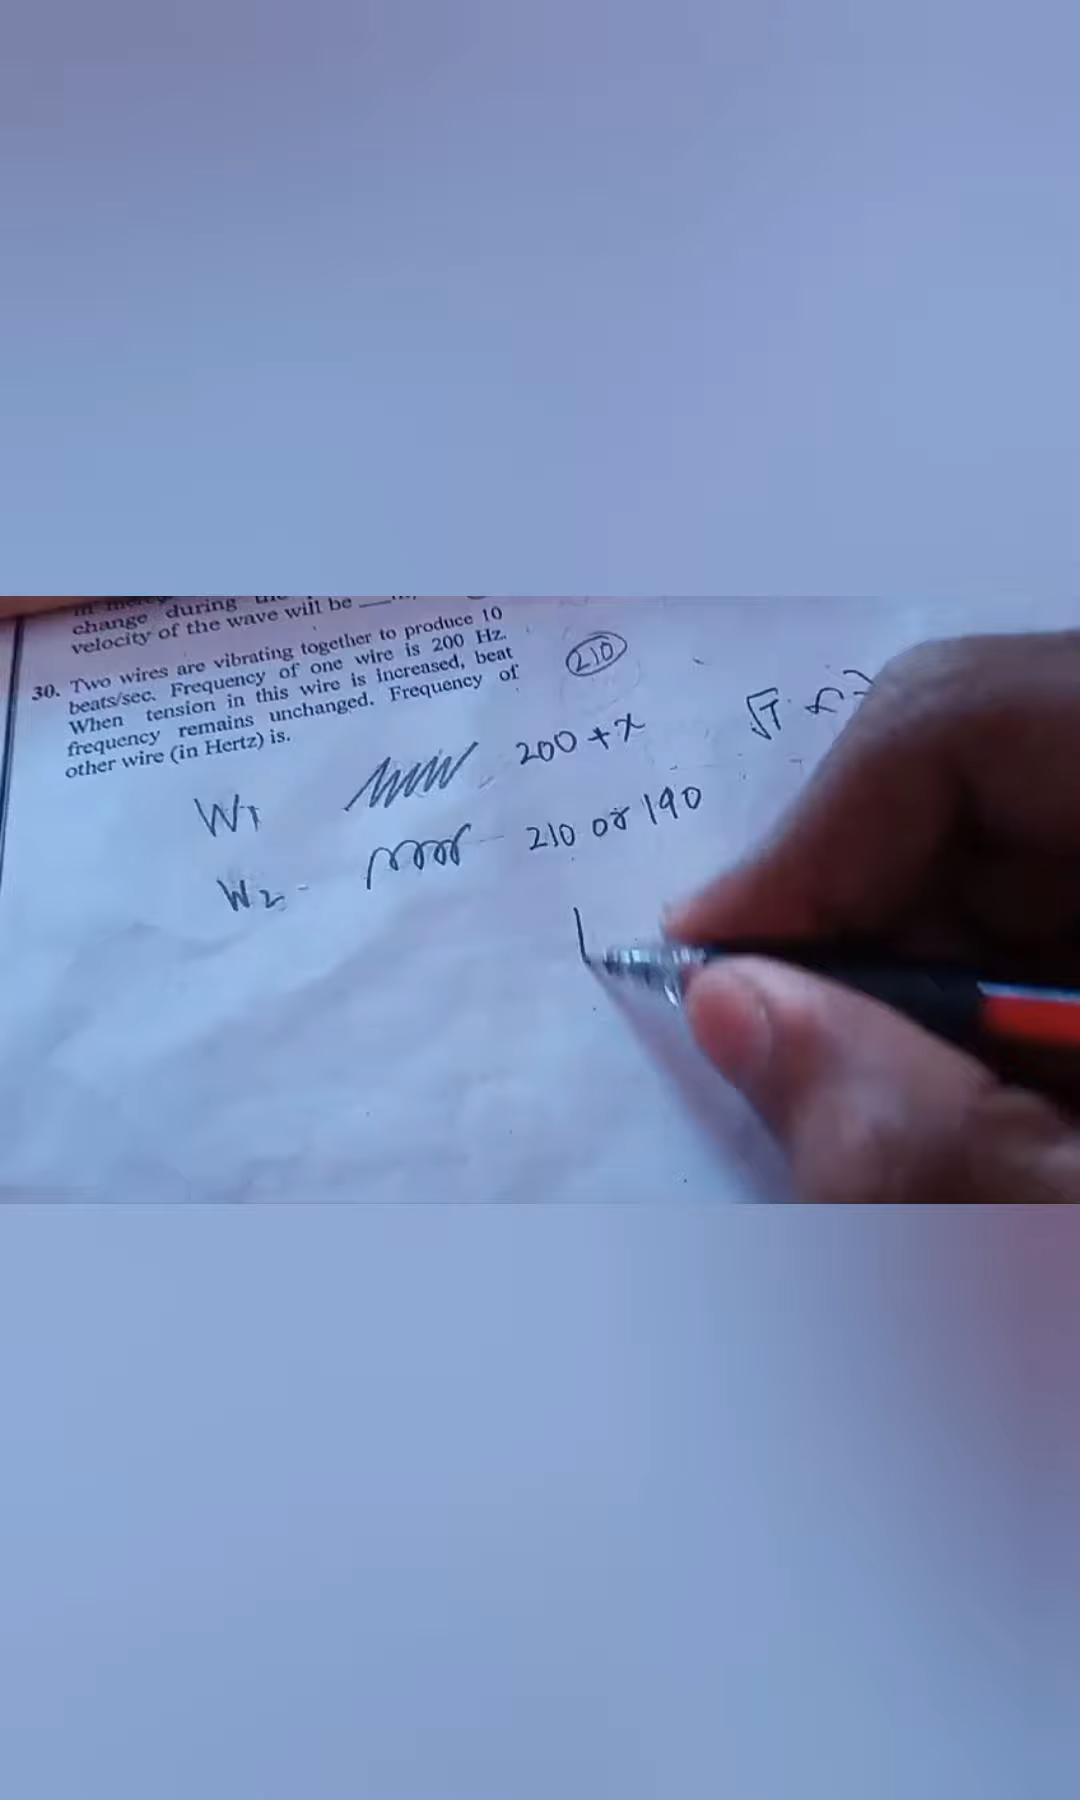 change during the
velocity of the wave will be
30. Two wires are vibrating together to produce 10
beats/sec. Frequency of one wire is 200 Hz.
When tension in this wire is increased, beat
frequency remains unchanged. Frequency of
other wire (in Hertz) is.
210
√T ∝
W1 200 + x
W2 - 210 or 190